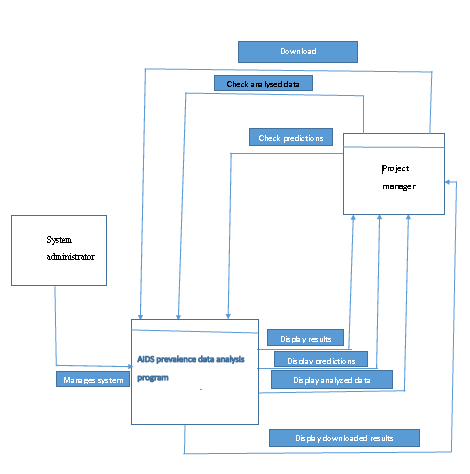 Download
Check analysed data
Check predictions
Project
manager
System
administrator
AIDS prevalence data analysis
program
Manages system
Display results
Display predictions
Display analyzed data
Display downloaded results